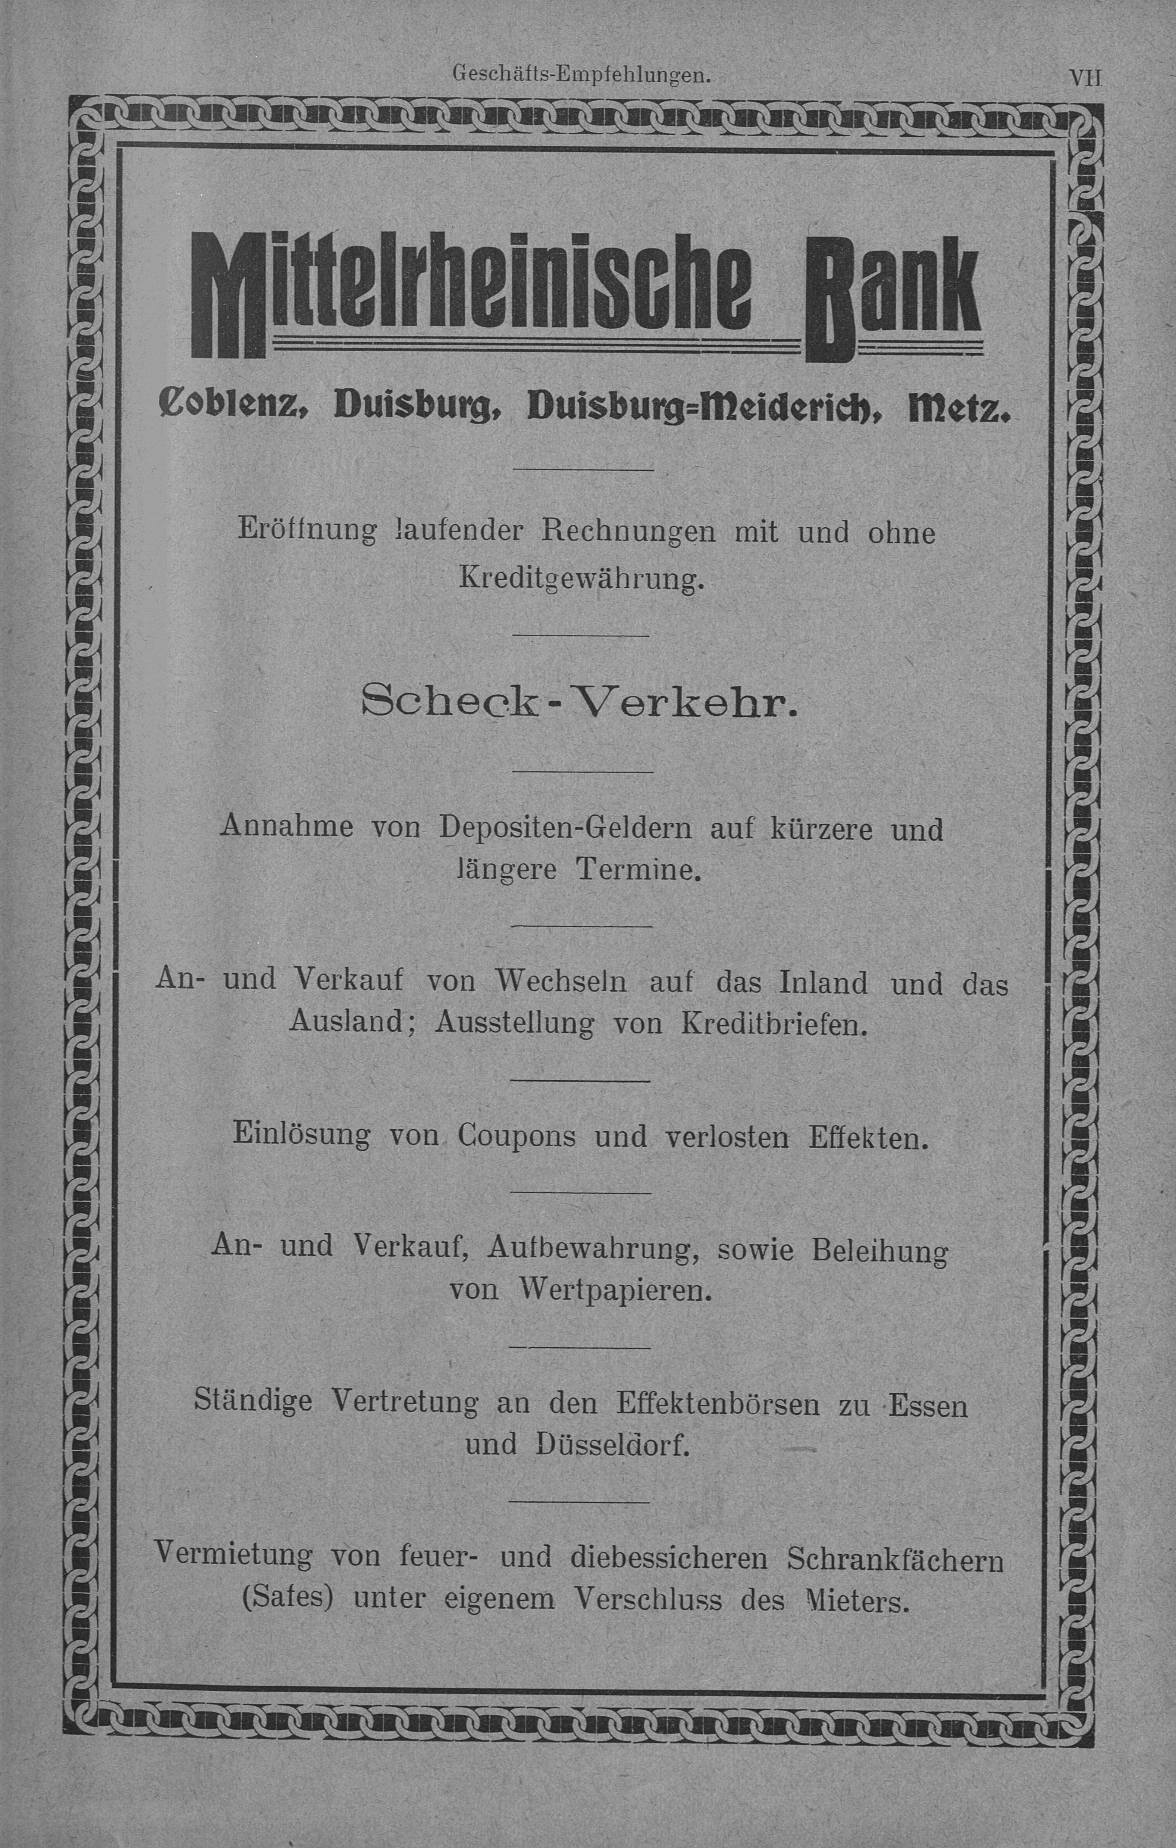 Geschäfts-Empfehlungen.
VII
Mittelrheinische Bank
Coblenz, Duisburg, Duisburg=Meiderich, Metz.
Eröffnung laufender Rechnungen mit und ohne
Kreditgewährung.
Scheck-Verkehr.
Annahme von Depositen-Geldern auf kürzere und
längere Termine.
An- und Verkauf von Wechseln auf das Inland und das
Ausland; Ausstellung von Kreditbriefen.
Einlösung von Coupons und verlosten Effekten.
An- und Verkauf, Aufbewahrung, sowie Beleihung
von Wertpapieren.
Ständige Vertretung an den Effektenbörsen zu Essen
und Düsseldorf.
Vermietung von feuer- und diebessicheren Schrankfächern
(Safes) unter eigenem Verschluss des Mieters.